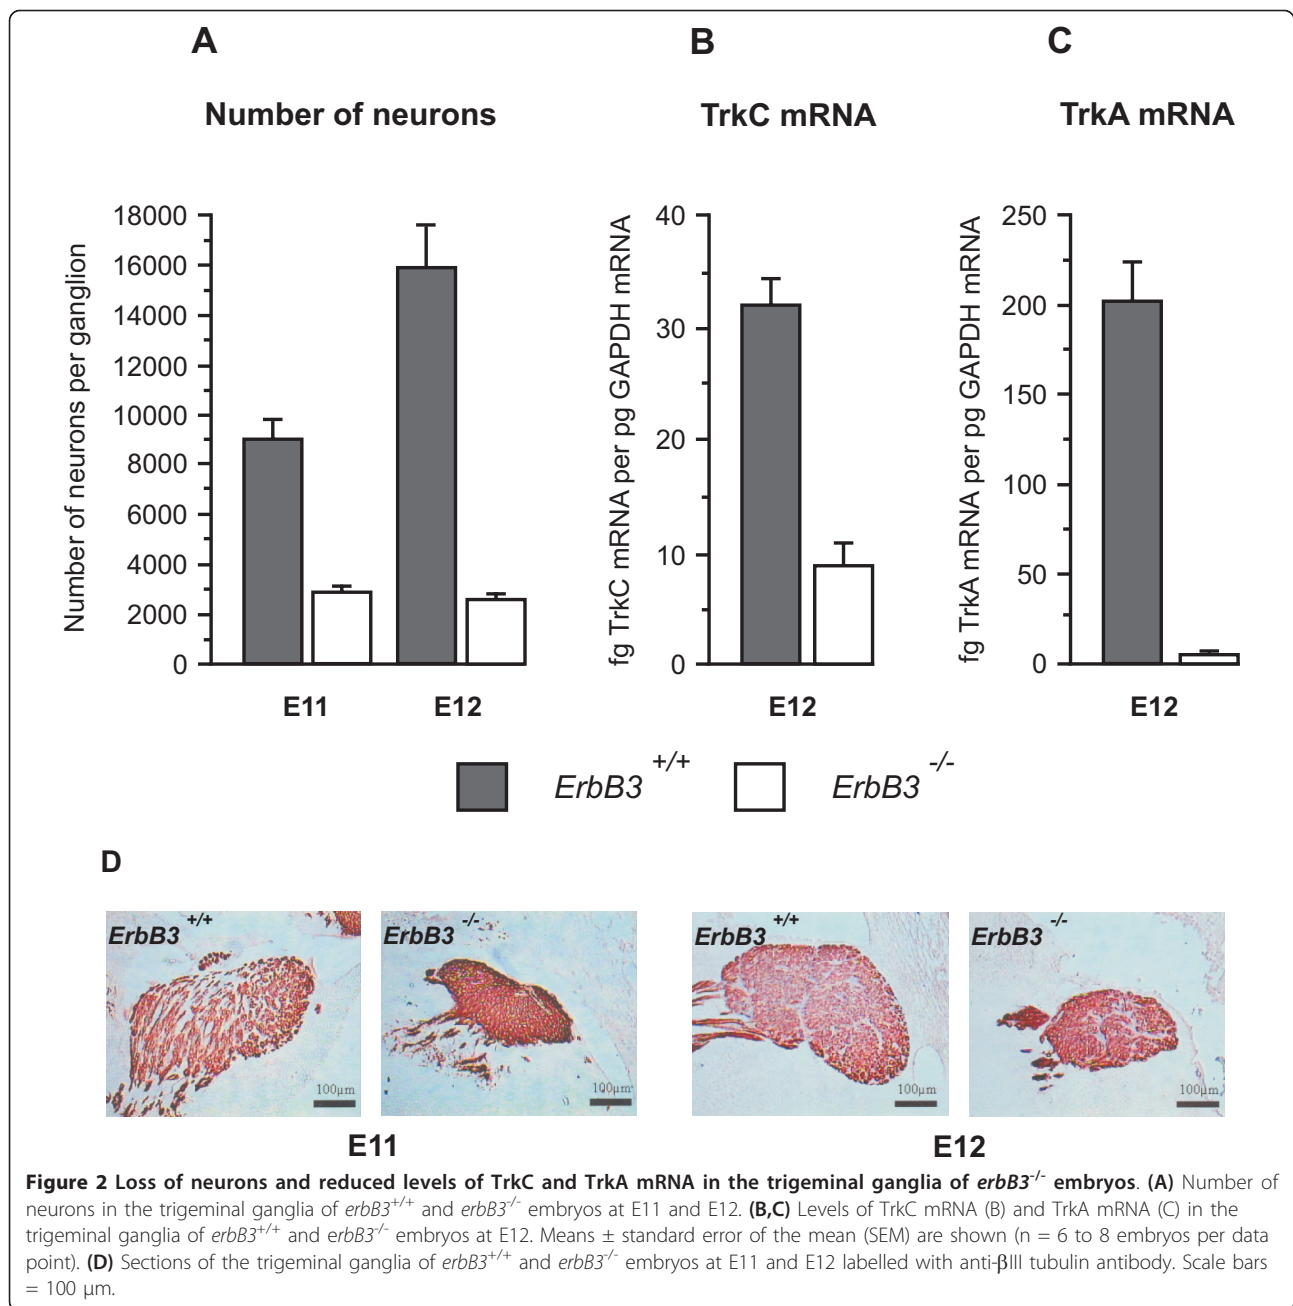 A
B
C
Number of neurons
TrkC mRNA
TrkA mRNA
Number of neurons per ganglion
18000
16000
14000
12000
10000
8000
6000
4000
2000
0
E11
E12
fg TrkC mRNA per pg GAPDH mRNA
40
30
20
10
0
E12
fg TrkA mRNA per pg GAPDH mRNA
250
200
150
100
50
0
E12
ErbB3 +/+
ErbB3 -/-
D
ErbB3 +/+
100µm
ErbB3 -/-
100µm
ErbB3 +/+
100µm
ErbB3 -/-
100µm
E11
E12
Figure 2 Loss of neurons and reduced levels of TrkC and TrkA mRNA in the trigeminal ganglia of erbB3-/- embryos. (A) Number of
neurons in the trigeminal ganglia of erbB3+/+ and erbB3-/- embryos at E11 and E12. (B,C) Levels of TrkC mRNA (B) and TrkA mRNA (C) in the
trigeminal ganglia of erbB3+/+ and erbB3-/- embryos at E12. Means ± standard error of the mean (SEM) are shown (n = 6 to 8 embryos per data
point). (D) Sections of the trigeminal ganglia of erbB3+/+ and erbB3-/- embryos at E11 and E12 labelled with anti-βIII tubulin antibody. Scale bars
= 100 μm.